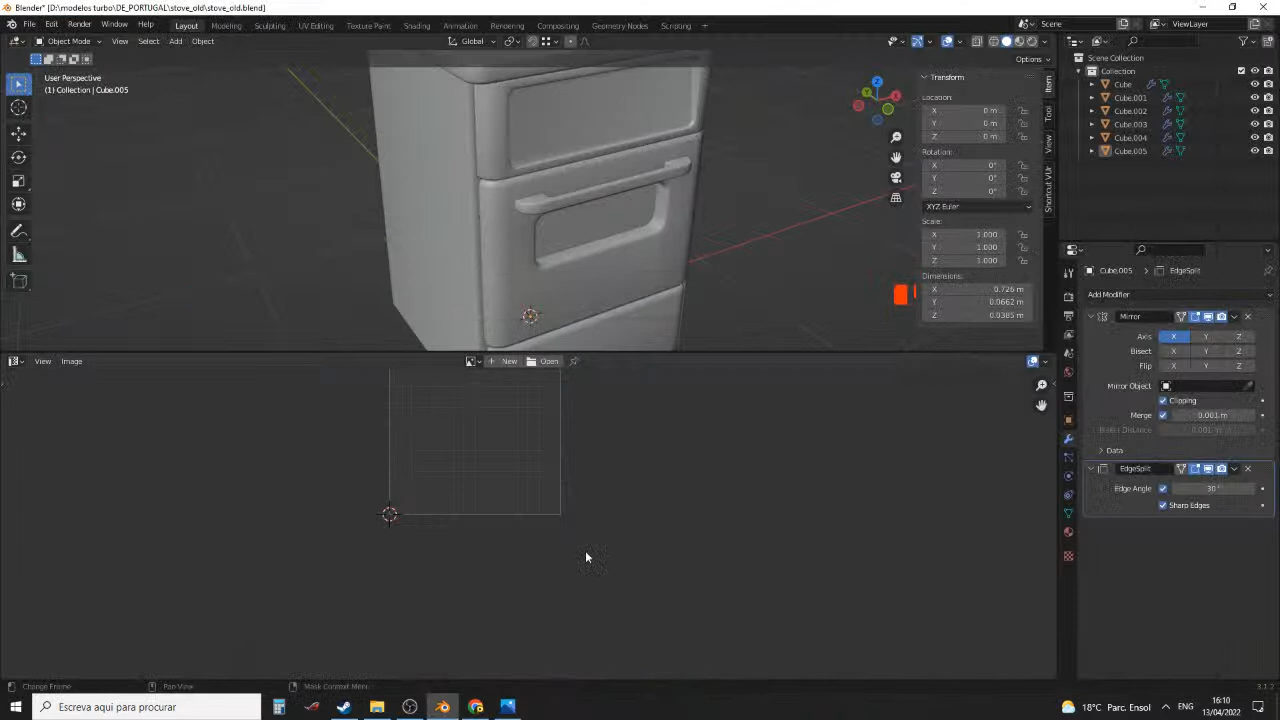 Blender* [D:\modelos turbo\DE_PORTUGAL\stove_old\stove_old.blend]
File Edit Render Window Help Layout Modeling Sculpting UV Editing Texture Paint Shading Animation Rendering Compositing Geometry Nodes Scripting + Scene ViewLayer
Object Mode View Select Add Object Global
Options
User Perspective
(1) Collection | Cube.005
Transform
Location:
X 0 m
Y 0 m
Z 0 m
Rotation:
X 0°
Y 0°
Z 0°
XYZ Euler
Scale:
X 1.000
Y 1.000
Z 1.000
Dimensions:
X 0.726 m
Y 0.0662 m
Z 0.0385 m
Item
Tool
View
Shortcut VUr
Z
Y
X
Scene Collection
Collection
Cube
Cube.001
Cube.002
Cube.003
Cube.004
Cube.005
Cube.005 EdgeSplit
Add Modifier
Mirror
Axis X Y Z
Bisect X Y Z
Flip X Y Z
Mirror Object
Clipping
Merge 0.001 m
Bisect Distance 0.001 m
Data
EdgeSplit
Edge Angle 30°
Sharp Edges
View Image New Open
Change Frame Pan View Mask Context Menu 3.1.2
Escreva aqui para procurar
18°C Parc. Ensol ENG
16:10
13/04/2022